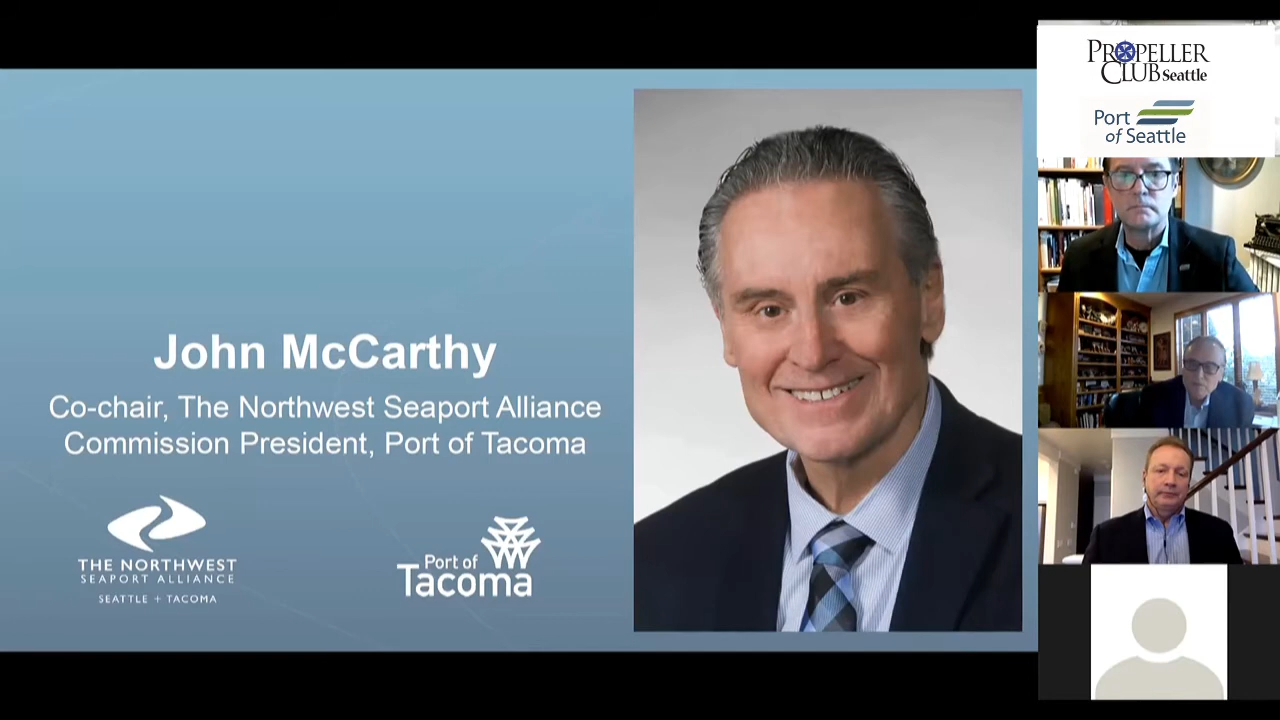 John McCarthy
Co-chair, The Northwest Seaport Alliance
Commission President, Port of Tacoma
THE NORTHWEST
SEAPORT ALLIANCE
SEATTLE + TACOMA
Port of
Tacoma
PROPELLER
CLUB Seattle
Port
of Seattle